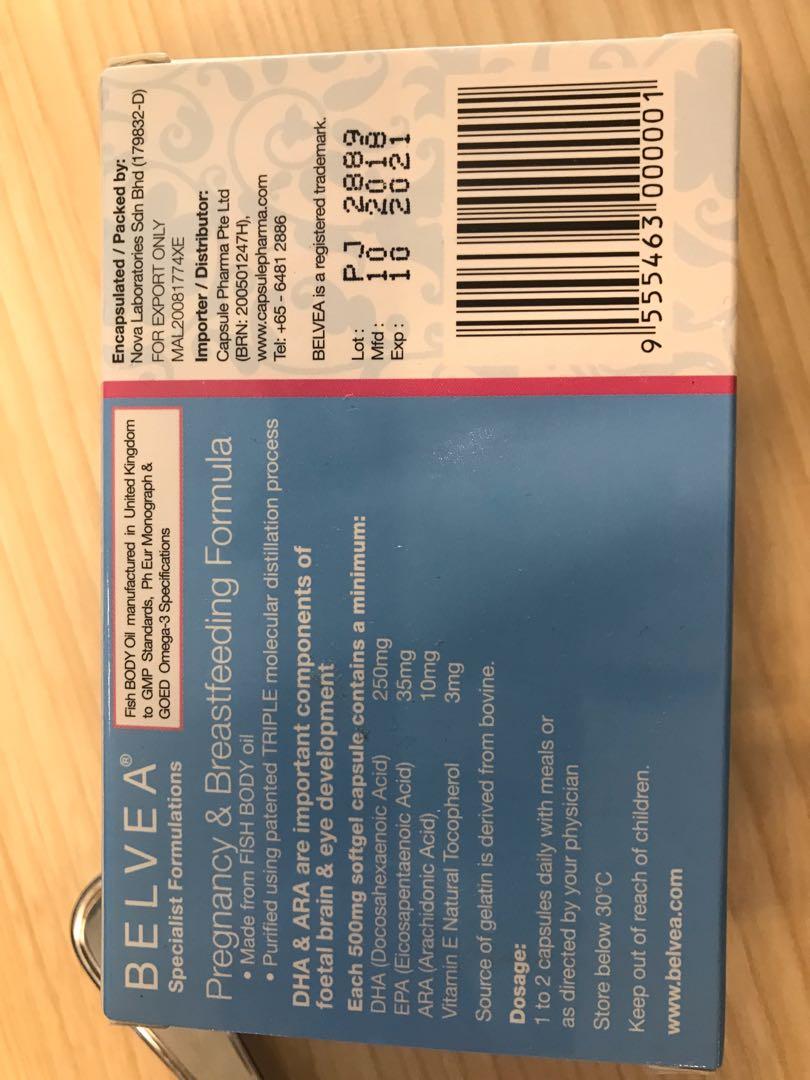 BELVEA®
Specialist Formulations
Fish BODY Oil manufactured in United Kingdom
to GMP Standards, Ph Eur Monograph &
GOED Omega-3 Specifications
Pregnancy & Breastfeeding Formula
• Made from FISH BODY oil
• Purified using patented TRIPLE molecular distillation process
DHA & ARA are important components of
foetal brain & eye development
Each 500mg softgel capsule contains a minimum:
DHA (Docosahexaenoic Acid) 250mg
EPA (Eicosapentaenoic Acid) 35mg
ARA (Arachidonic Acid) 10mg
Vitamin E Natural Tocopherol 3mg
Source of gelatin is derived from bovine.
Dosage:
1 to 2 capsules daily with meals or
as directed by your physician
Store below 30°C
Keep out of reach of children.
www.belvea.com
Encapsulated / Packed by:
Nova Laboratories Sdn Bhd (179832-D)
FOR EXPORT ONLY
MAL20081774XE
Importer / Distributor:
Capsule Pharma Pte Ltd
(BRN: 200501247H),
www.capsulepharma.com
Tel: +65 - 6481 2886
BELVEA is a registered trademark.
Lot : PJ 2889
Mfd : 10 2018
Exp : 10 2021
9 555463 000001